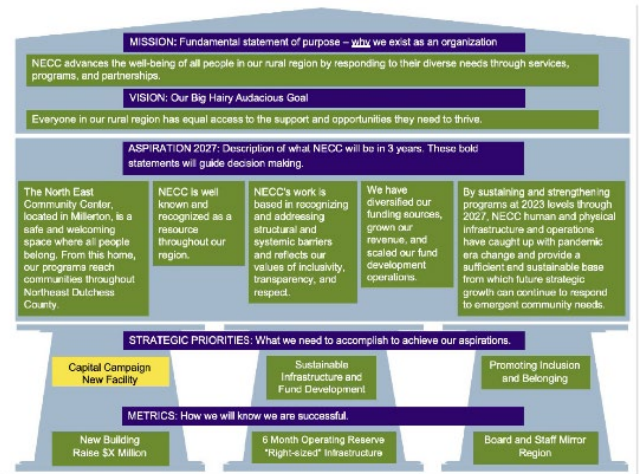 MISSION: Fundamental statement of purpose – why we exist as an organization
NECC advances the well-being of all people in our rural region by responding to their diverse needs through services,
programs, and partnerships.
VISION: Our Big Hairy Audacious Goal
Everyone in our rural region has equal access to the support and opportunities they need to thrive.
ASPIRATION 2027: Description of what NECC will be in 3 years. These bold
statements will guide decision making.
The North East
Community Center,
located in Millerton, is a
safe and welcoming
space where all people
belong. From this home,
our programs reach
communities throughout
Northeast Dutchess
County.
NECC is well
known and
recognized as a
resource
throughout our
region.
NECC's work is
based in recognizing
and addressing
structural and
systemic barriers
and reflects our
values of inclusivity,
transparency, and
respect.
We have
diversified our
funding sources,
grown our
revenue, and
scaled our fund
development
operations.
By sustaining and strengthening
programs at 2023 levels through
2027, NECC human and physical
infrastructure and operations
have caught up with pandemic
era change and provide a
sufficient and sustainable base
from which future strategic
growth can continue to respond
to emergent community needs.
STRATEGIC PRIORITIES: What we need to accomplish to achieve our aspirations.
Capital Campaign
New Facility
Sustainable
Infrastructure and
Fund Development
Promoting Inclusion
and Belonging
METRICS: How we will know we are successful.
New Building
Raise $X Million
6 Month Operating Reserve
"Right-sized" Infrastructure
Board and Staff Mirror
Region